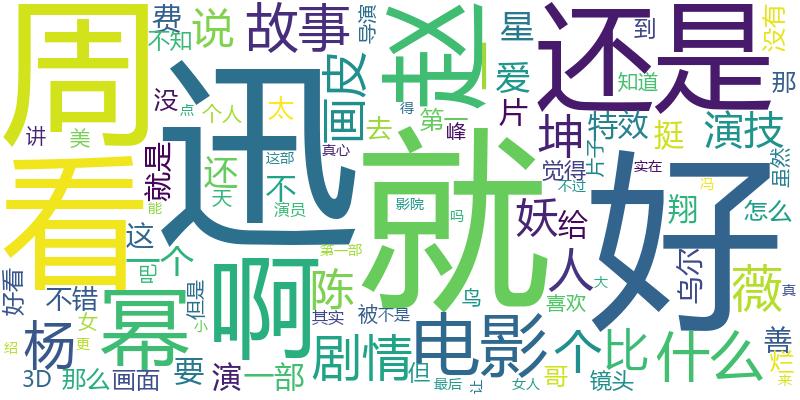 周
迅
就
好
看
还是
赵
啊
幂
电影
故事
说
费
不知
画皮
导演
星
到
没有
那
知道
爱
片
第一
峰
去
太
个人
点
没
讲
美
就是
还
天
不
这部
真心
得
演员
能
影院
吗
坤
特效
挺
演技
觉得
片子
实在
虽然
不过
冯
妖
给
翔
怎么
人
这
一个
第一部
好看
不错
但是
陈
其实
被
不是
鸟
喜欢
大
乌尔
薇
真
杨
女
更
小
绍
3D
那么
画面
要
演
一部
剧情
但
最后
让
女人
哥
个
比
镜头
什么
善
烂
来